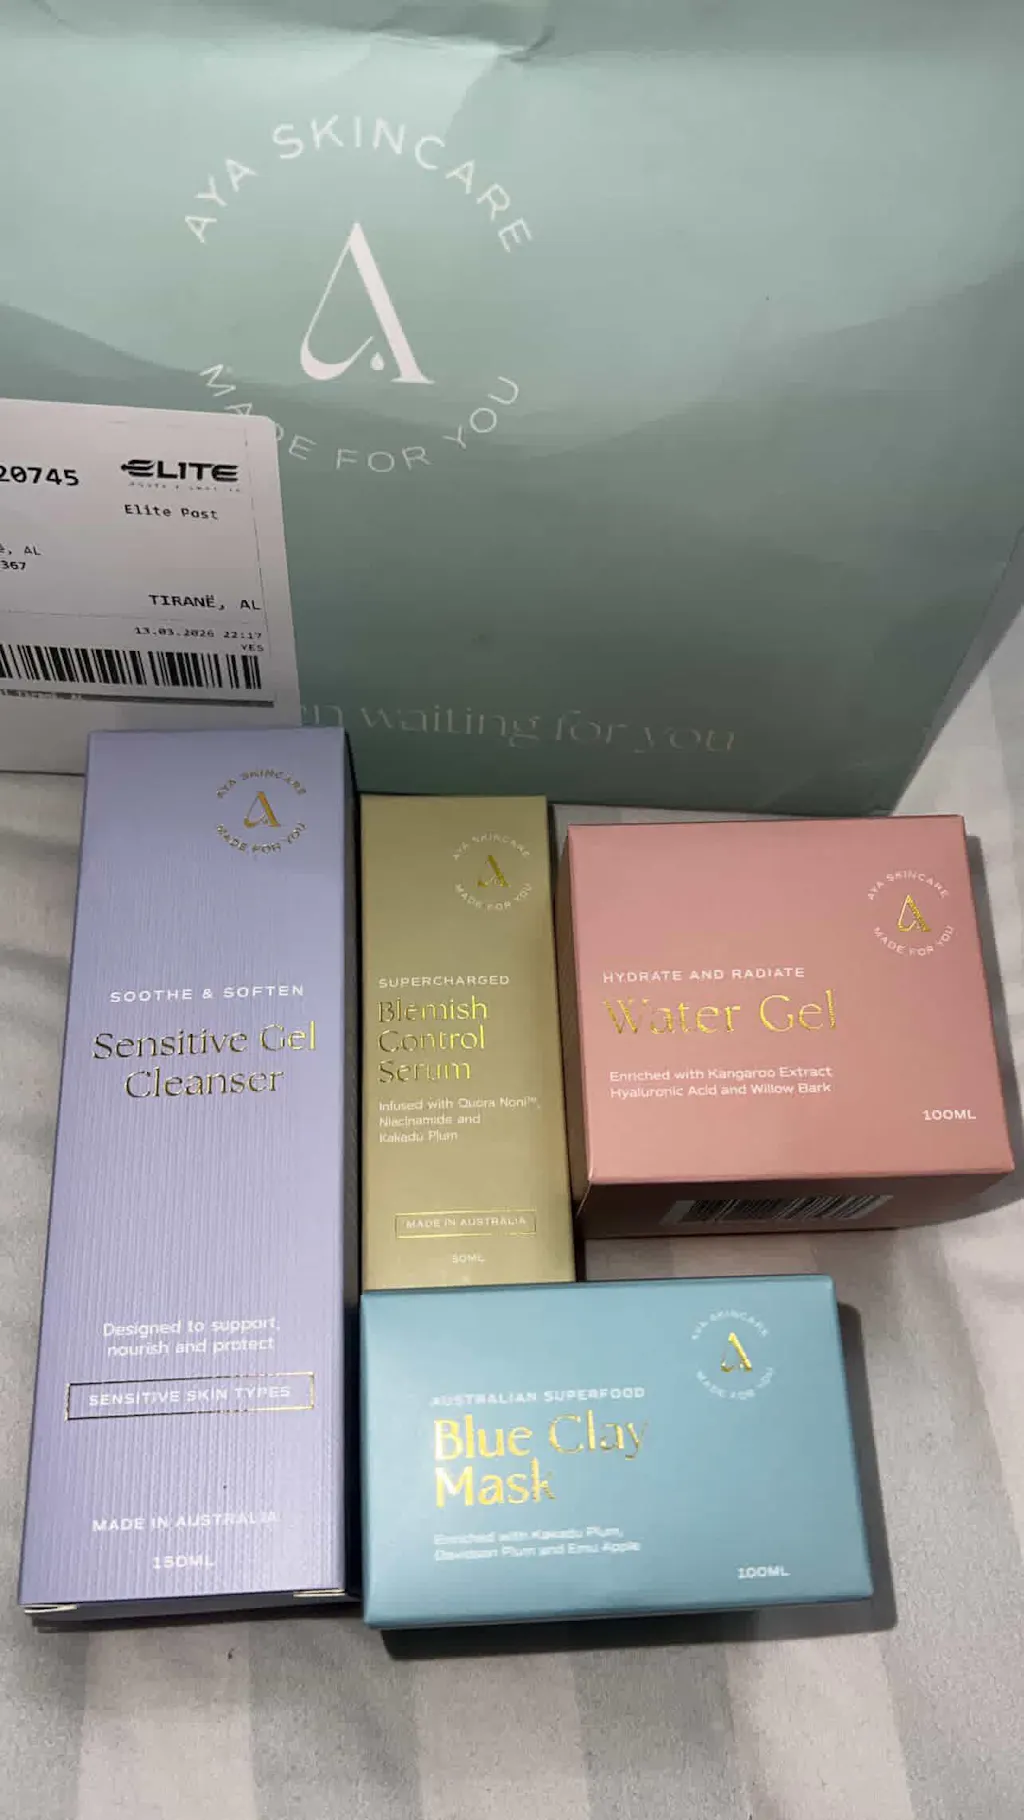 AYA SKINCARE
MADE FOR YOU
20745
ELITE
Elite Post
, AL
367
TIRANË, AL
13.03.2026 22:17
YES
en waiting for you
AYA SKINCARE
MADE FOR YOU
SOOTHE & SOFTEN
Sensitive Gel
Cleanser
Designed to support,
nourish and protect
SENSITIVE SKIN TYPES
MADE IN AUSTRALIA
150ML
AYA SKINCARE
MADE FOR YOU
SUPERCHARGED
Blemish
Control
Serum
Infused with Quora Noni™,
Niacinamide and
Kakadu Plum
MADE IN AUSTRALIA
50ML
AYA SKINCARE
MADE FOR YOU
HYDRATE AND RADIATE
Water Gel
Enriched with Kangaroo Extract
Hyaluronic Acid and Willow Bark
100ML
AYA SKINCARE
MADE FOR YOU
AUSTRALIAN SUPERFOOD
Blue Clay
Mask
Enriched with Kakadu Plum,
Davidson Plum and Emu Apple
100ML